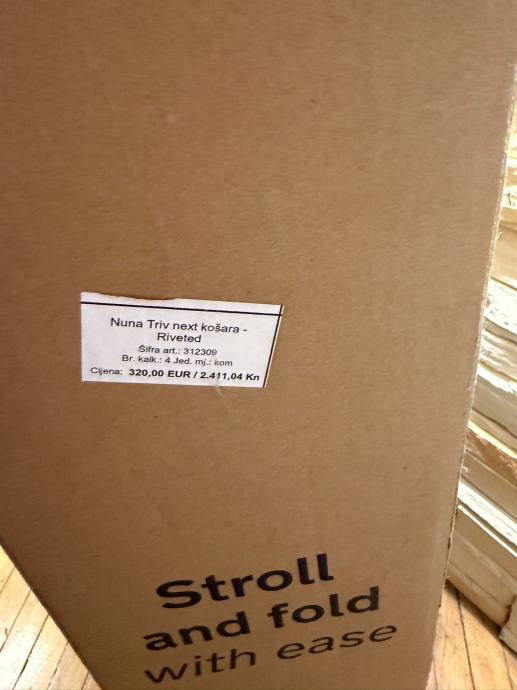 Nuna Triv next košara -
Riveted
Šifra art.: 312309
Br. kalk.: 4 Jed. mj.: kom
Cijena: 320,00 EUR / 2.411,04 Kn
Stroll
and fold
with ease